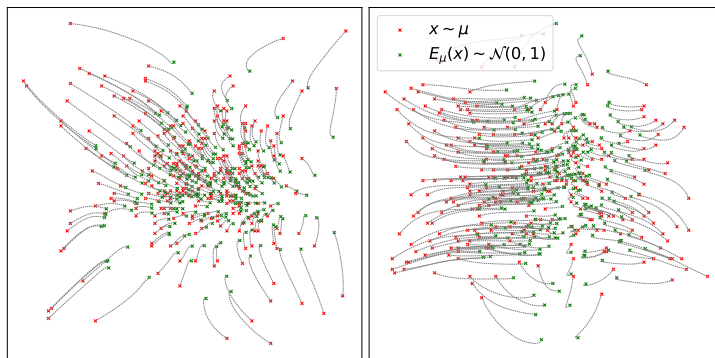 x ~ μ
E_μ(x) ~ 𝒩(0, 1)